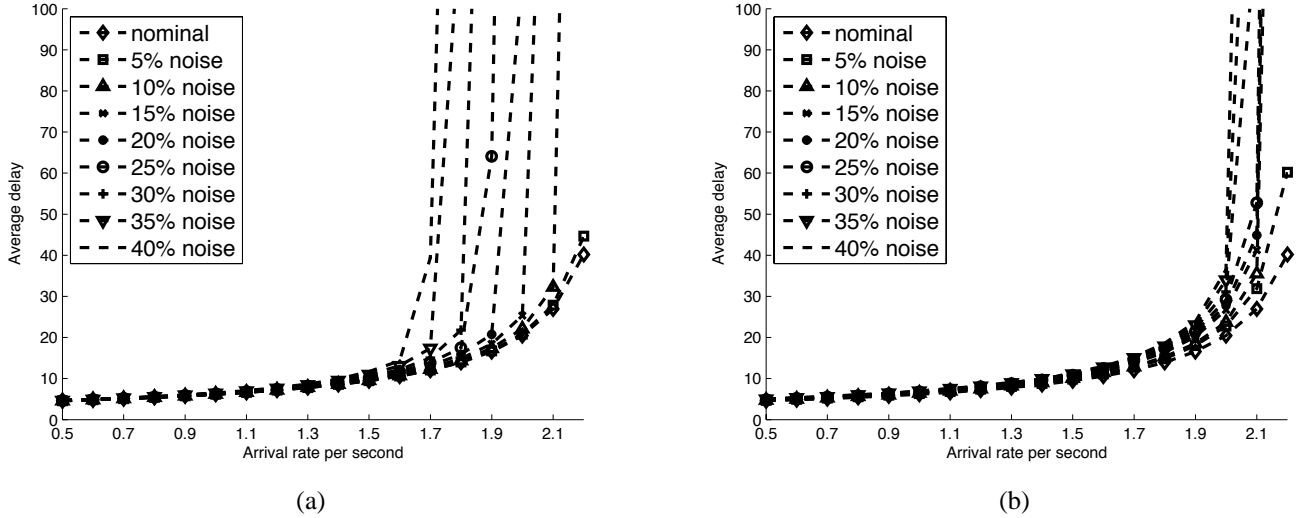 100
90
80
70
60
50
40
30
20
10
0
Average delay
nominal
5% noise
10% noise
15% noise
20% noise
25% noise
30% noise
35% noise
40% noise
0.5 0.7 0.9 1.1 1.3 1.5 1.7 1.9 2.1
Arrival rate per second
(a)
100
90
80
70
60
50
40
30
20
10
0
Average delay
nominal
5% noise
10% noise
15% noise
20% noise
25% noise
30% noise
35% noise
40% noise
0.5 0.7 0.9 1.1 1.3 1.5 1.7 1.9 2.1
Arrival rate per second
(b)